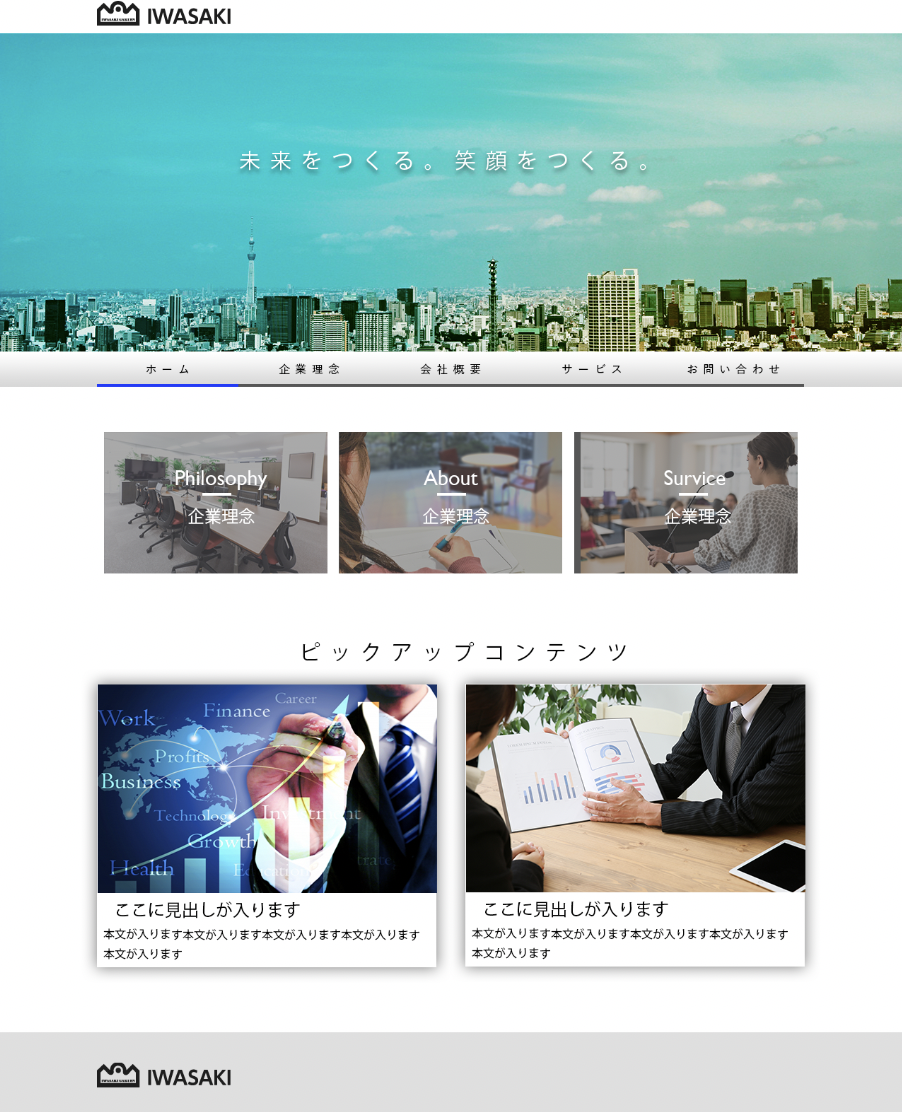 IWASAKI
未来をつくる。笑顔をつくる。
ホーム
企業理念
会社概要
サービス
お問い合わせ
Philosophy
企業理念
About
企業理念
Survice
企業理念
ピックアップコンテンツ
Work
Finance
Career
Profits
Business
Technology
Investment
Growth
Health
ここに見出しが入ります
本文が入ります本文が入ります本文が入ります本文が入ります
本文が入ります
ここに見出しが入ります
本文が入ります本文が入ります本文が入ります本文が入ります
本文が入ります
IWASAKI